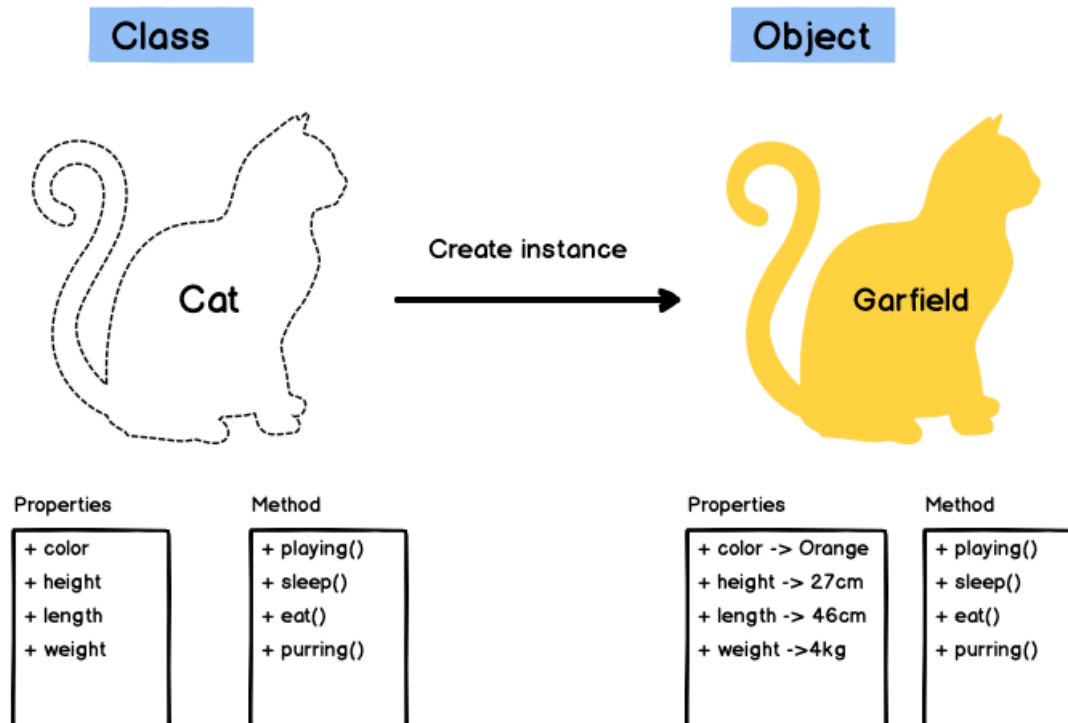 Class
Object
Cat
Create instance
Garfield
Properties
+ color
+ height
+ length
+ weight
Method
+ playing()
+ sleep()
+ eat()
+ purring()
Properties
+ color -> Orange
+ height -> 27cm
+ length -> 46cm
+ weight ->4kg
Method
+ playing()
+ sleep()
+ eat()
+ purring()